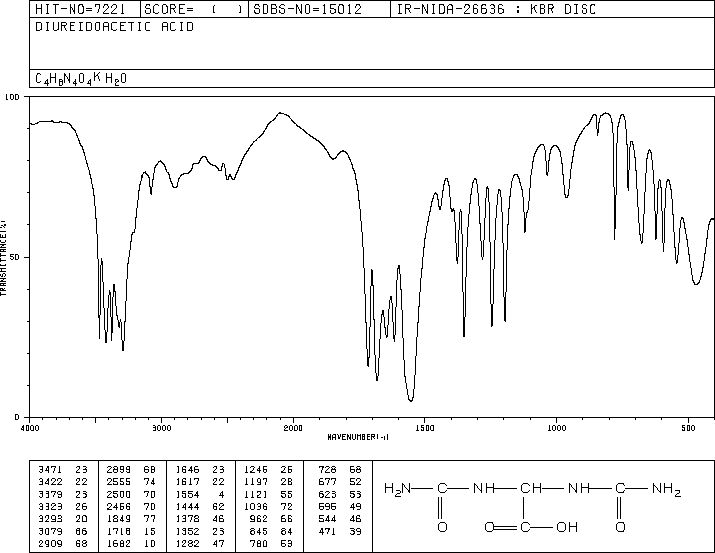 HIT-NO=7221 SCORE= ( ) SDBS-NO=15012 IR-NIDA-26636 : KBR DISC
DIUREIDOACETIC ACID
C4H8N4O4K H2O
100
50
0
TRANSMITTANCE(%)
4000 3000 2000 1500 1000 500
WAVENUMBER(-1)
3471 23 2899 68 1646 23 1246 26 728 68
3422 22 2555 74 1617 22 1197 28 677 52
3379 23 2500 70 1554 4 1121 55 623 53
3323 26 2456 70 1444 62 1036 72 595 49
3293 20 1849 77 1378 46 962 66 544 46
3079 66 1718 15 1352 23 845 84 471 39
2909 68 1682 10 1282 47 780 53
H2N C NH CH NH C NH2
O O C OH O